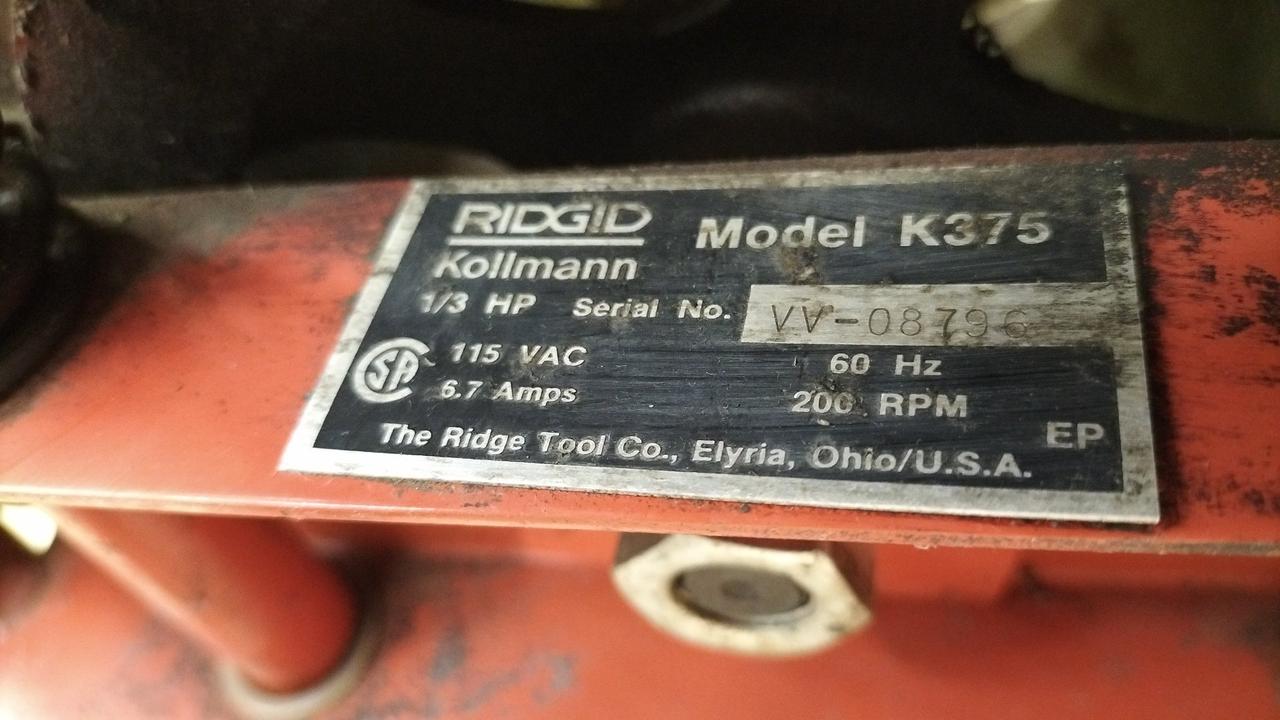 RIDGID Model K375
Kollmann
1/3 HP Serial No. VV-08796
SA 115 VAC 60 Hz
6.7 Amps 200 RPM
EP
The Ridge Tool Co., Elyria, Ohio/U.S.A.